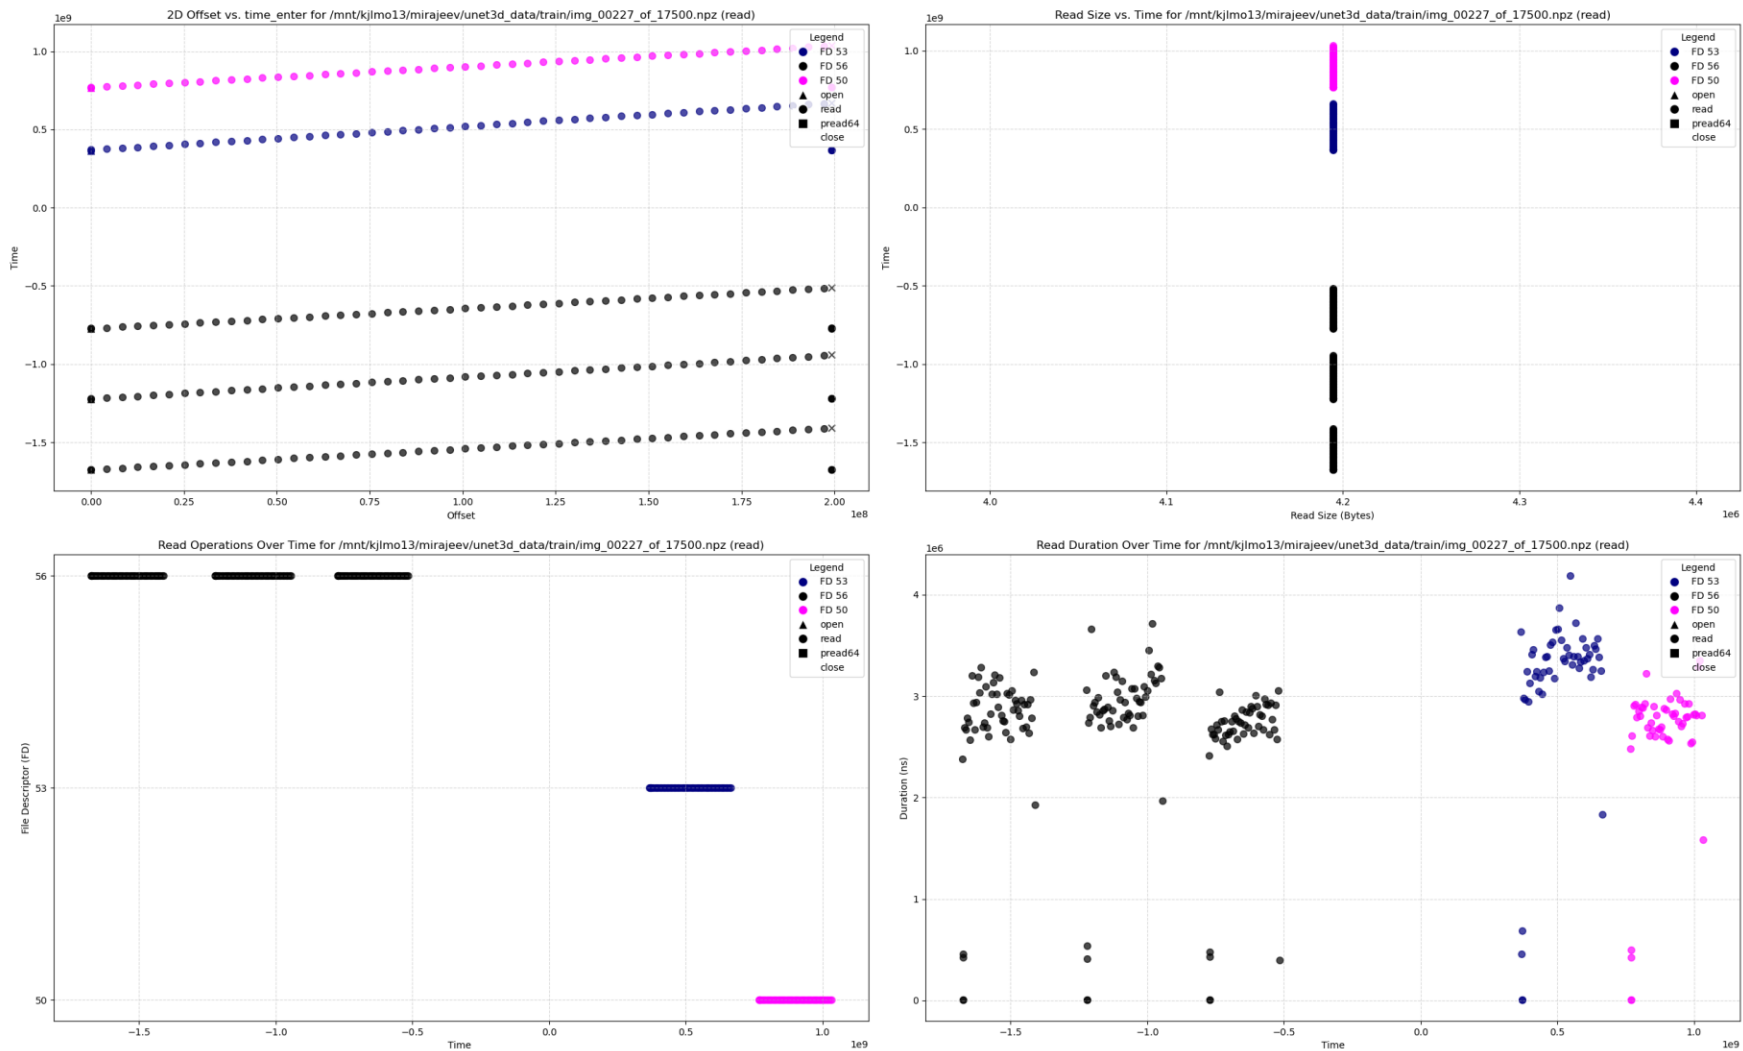 2D Offset vs. time_enter for /mnt/kjlmo13/mirajeev/unet3d_data/train/img_00227_of_17500.npz (read)
1e9
1.0
0.5
0.0
−0.5
−1.0
−1.5
Time
0.00
0.25
0.50
0.75
1.00
1.25
1.50
1.75
2.00
1e8
Offset
Legend
FD 53
FD 56
FD 50
open
read
pread64
close
Read Size vs. Time for /mnt/kjlmo13/mirajeev/unet3d_data/train/img_00227_of_17500.npz (read)
1e9
1.0
0.5
0.0
−0.5
−1.0
−1.5
Time
4.0
4.1
4.2
4.3
4.4
1e6
Read Size (Bytes)
Legend
FD 53
FD 56
FD 50
open
read
pread64
close
Read Operations Over Time for /mnt/kjlmo13/mirajeev/unet3d_data/train/img_00227_of_17500.npz (read)
56
53
50
File Descriptor (FD)
−1.5
−1.0
−0.5
0.0
0.5
1.0
1e9
Time
Legend
FD 53
FD 56
FD 50
open
read
pread64
close
Read Duration Over Time for /mnt/kjlmo13/mirajeev/unet3d_data/train/img_00227_of_17500.npz (read)
1e6
4
3
2
1
0
Duration (ns)
−1.5
−1.0
−0.5
0.0
0.5
1.0
1e9
Time
Legend
FD 53
FD 56
FD 50
open
read
pread64
close